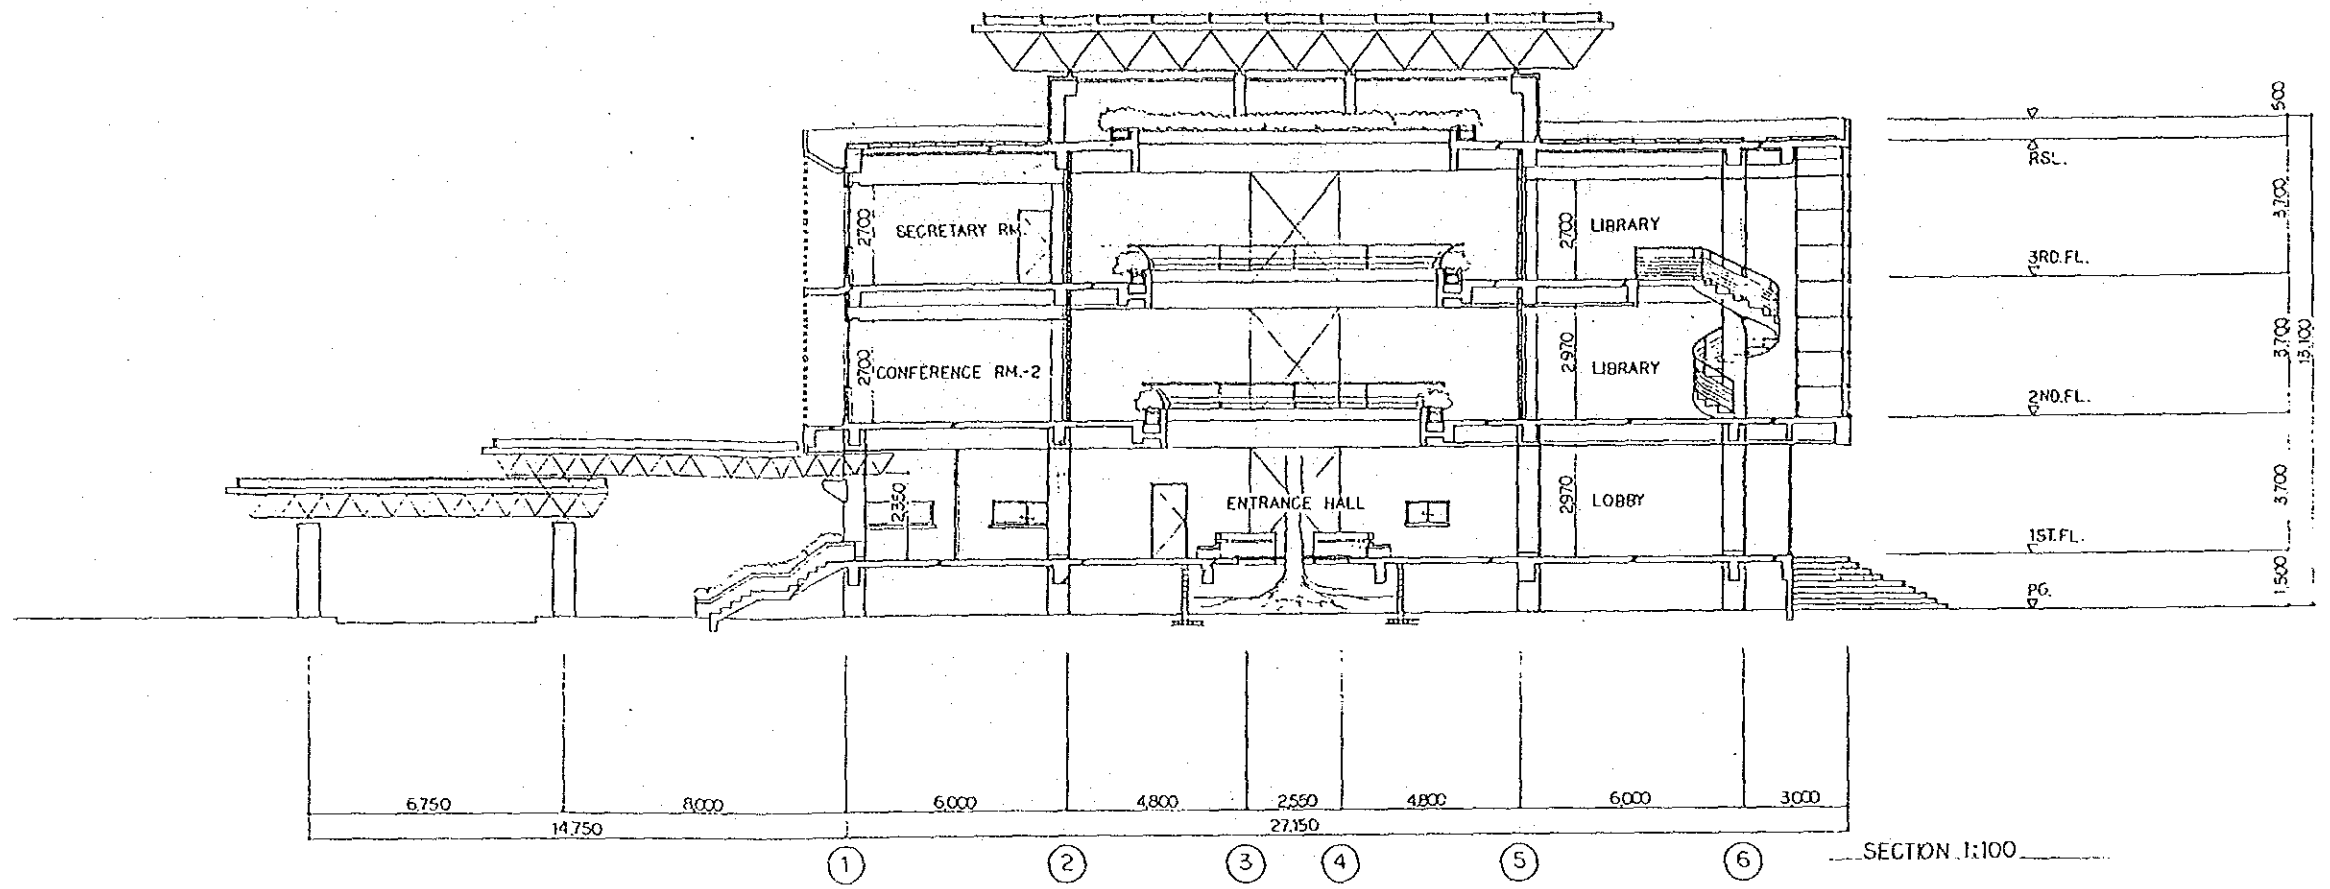 500
RSL.
3,700
2700
SECRETARY RM.
2700
LIBRARY
3RD.FL.
3,700
13,100
2700
CONFERENCE RM.-2
2970
LIBRARY
2ND.FL.
2350
ENTRANCE HALL
2970
LOBBY
3,700
1ST.FL.
1,500
PG.
6,750
8,000
6,000
4,800
2,550
4,800
6,000
3,000
14,750
27,150
1
2
3
4
5
6
SECTION 1:100